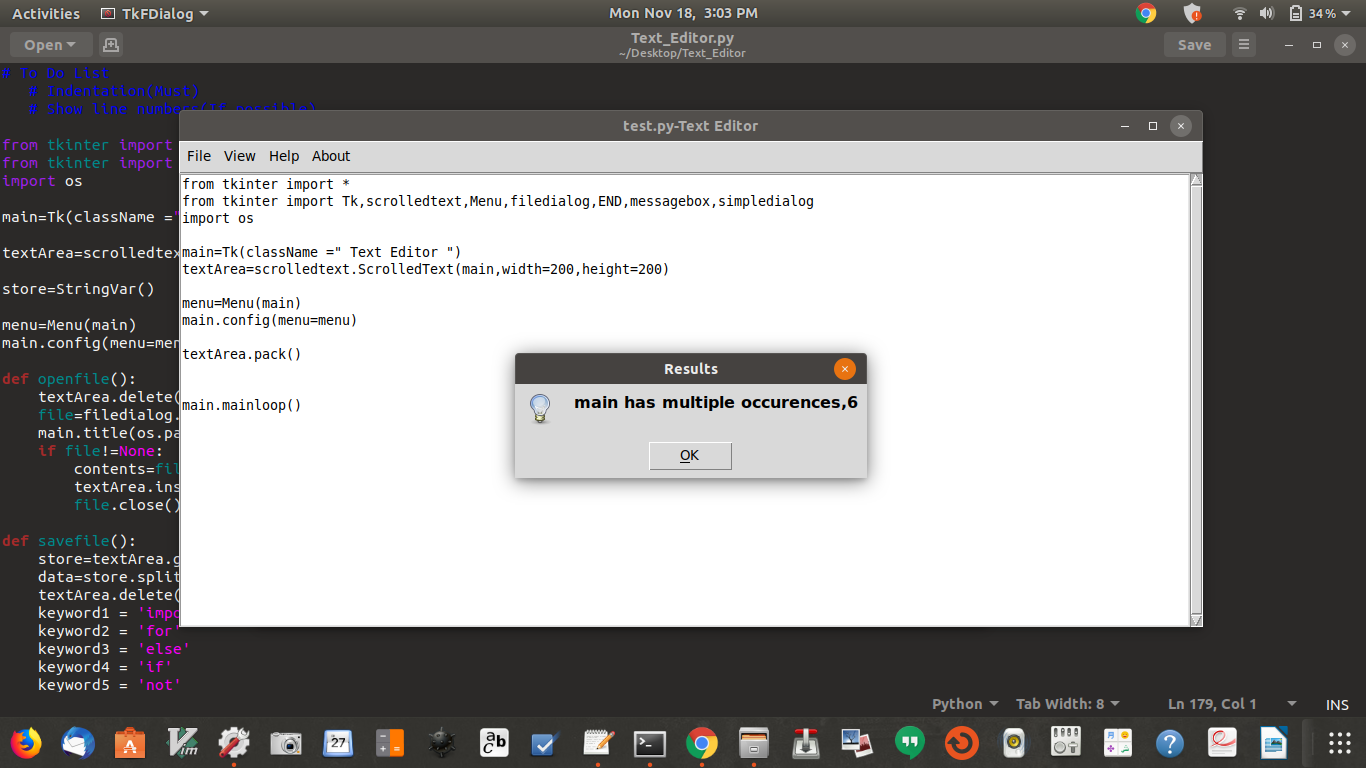 Activities TkFDialog Mon Nov 18, 3:03 PM 34%
Open Text_Editor.py Save
~/Desktop/Text_Editor
# To Do List
# Indentation(Must)
# Show line numbers(If possible)
from tkinter import
from tkinter import
import os
main=Tk(className ="
textArea=scrolledtex
store=StringVar()
menu=Menu(main)
main.config(menu=men
def openfile():
textArea.delete(
file=filedialog.
main.title(os.pa
if file!=None:
contents=fil
textArea.ins
file.close()
def savefile():
store=textArea.g
data=store.split
textArea.delete(
keyword1 = 'impo
keyword2 = 'for'
keyword3 = 'else'
keyword4 = 'if'
keyword5 = 'not'
test.py-Text Editor
File View Help About
from tkinter import *
from tkinter import Tk,scrolledtext,Menu,filedialog,END,messagebox,simpledialog
import os
main=Tk(className =" Text Editor ")
textArea=scrolledtext.ScrolledText(main,width=200,height=200)
menu=Menu(main)
main.config(menu=menu)
textArea.pack()
main.mainloop()
Results
main has multiple occurences,6
OK
Python Tab Width: 8 Ln 179, Col 1 INS
27
ab
c